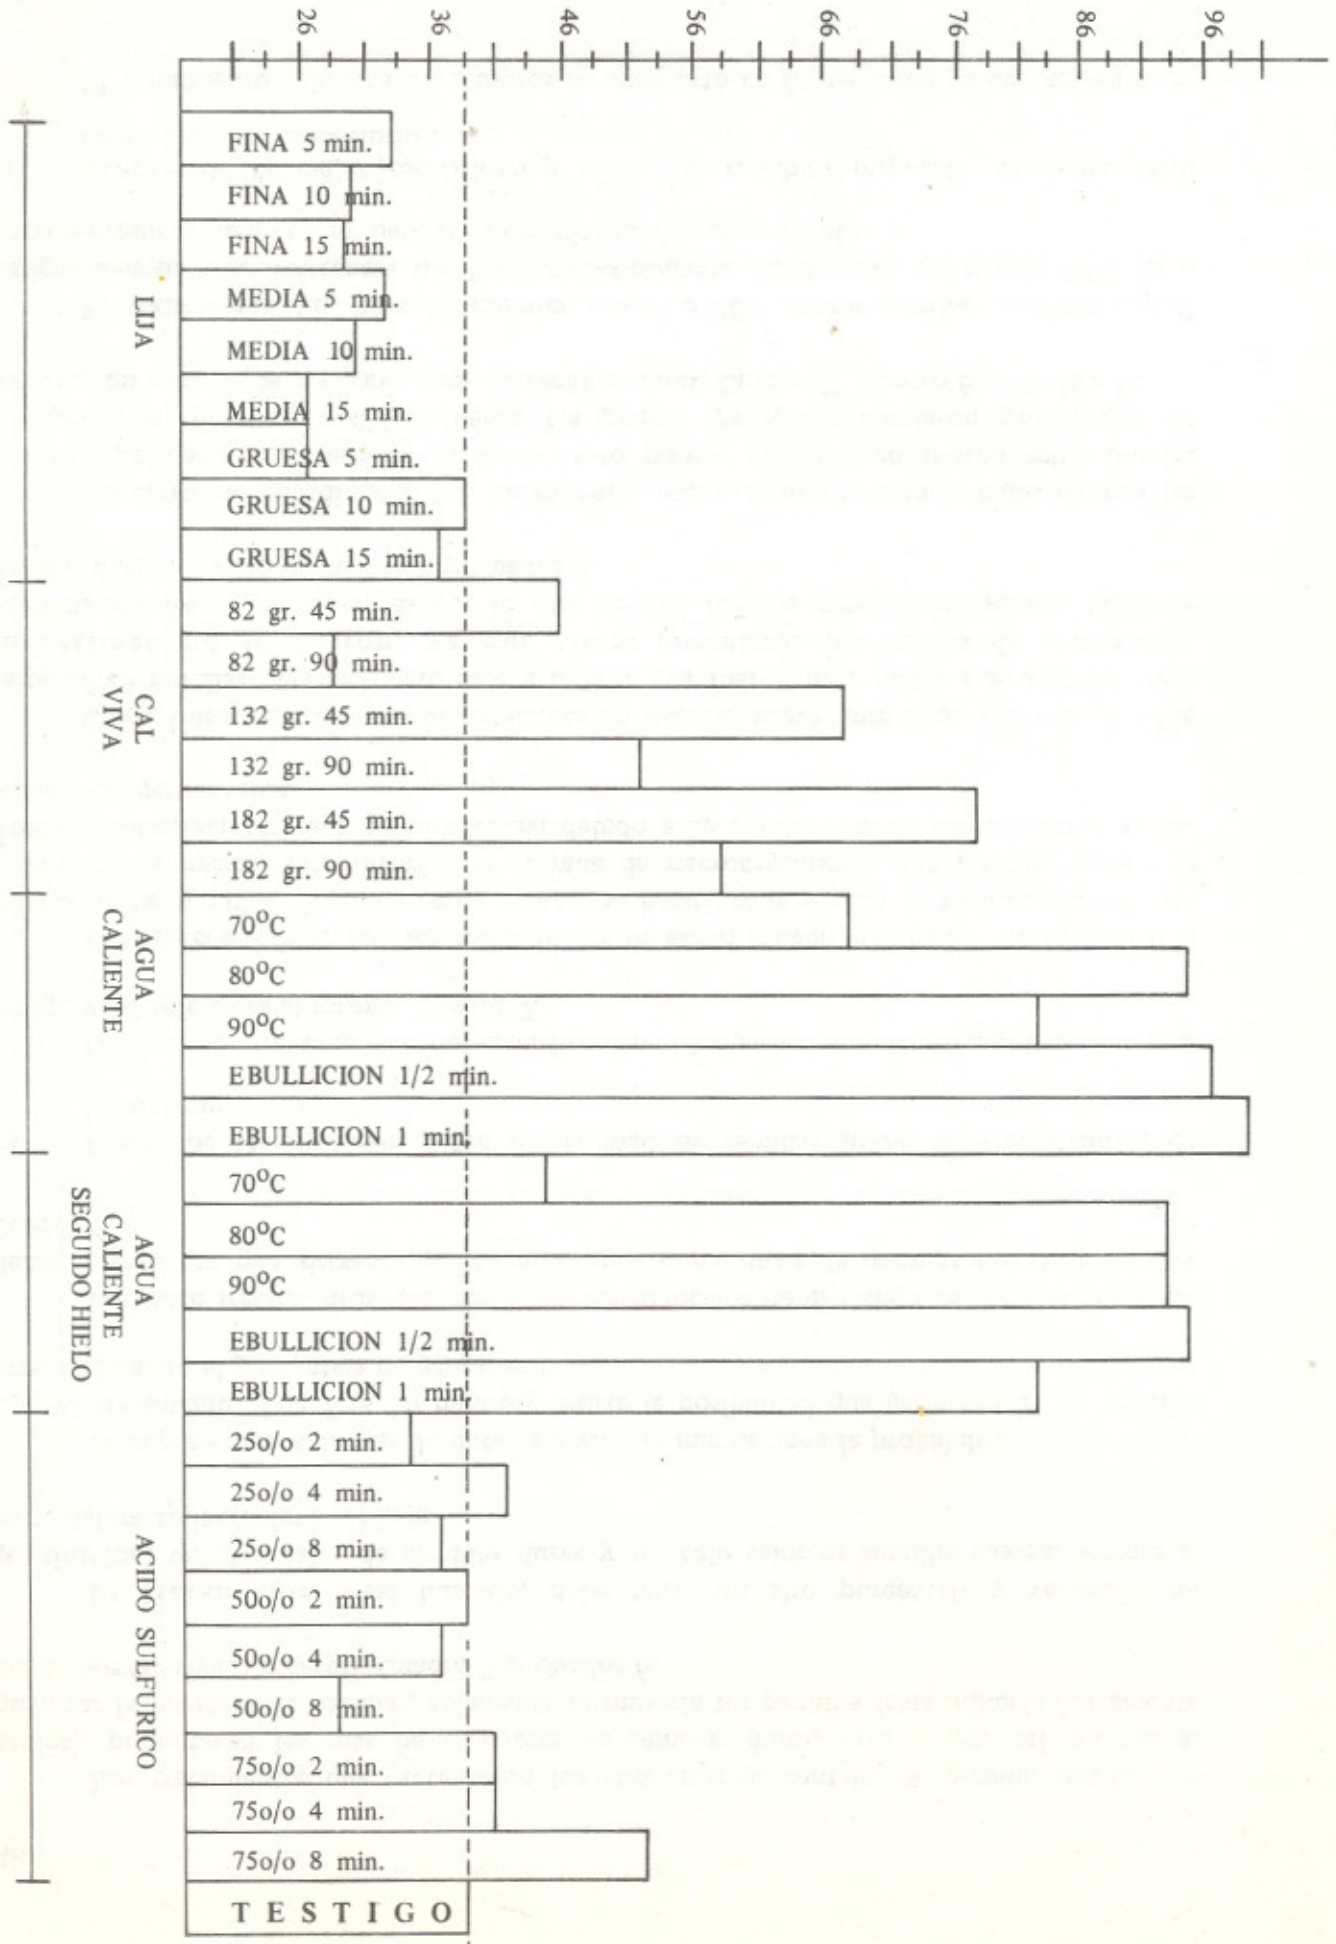 26 36 46 56 66 76 86 96
LIJA
FINA 5 min.
FINA 10 min.
FINA 15 min.
MEDIA 5 min.
MEDIA 10 min.
MEDIA 15 min.
GRUESA 5 min.
GRUESA 10 min.
GRUESA 15 min.
CAL
VIVA
82 gr. 45 min.
82 gr. 90 min.
132 gr. 45 min.
132 gr. 90 min.
182 gr. 45 min.
182 gr. 90 min.
AGUA
CALIENTE
70°C
80°C
90°C
EBULLICION 1/2 min.
EBULLICION 1 min.
AGUA
CALIENTE
SEGUIDO HIELO
70°C
80°C
90°C
EBULLICION 1/2 min.
EBULLICION 1 min.
ACIDO SULFURICO
25o/o 2 min.
25o/o 4 min.
25o/o 8 min.
50o/o 2 min.
50o/o 4 min.
50o/o 8 min.
75o/o 2 min.
75o/o 4 min.
75o/o 8 min.
TESTIGO